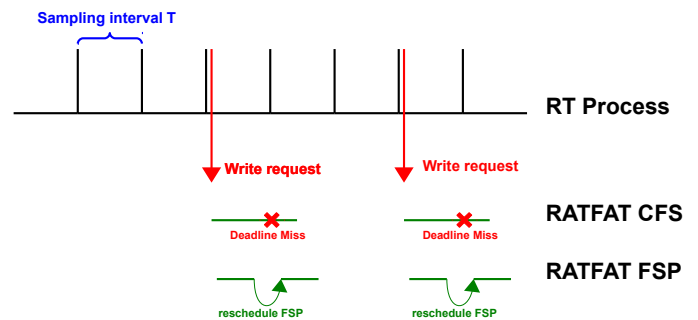 Sampling interval T
RT Process
Write request
Write request
RATFAT CFS
Deadline Miss
Deadline Miss
RATFAT FSP
reschedule FSP
reschedule FSP